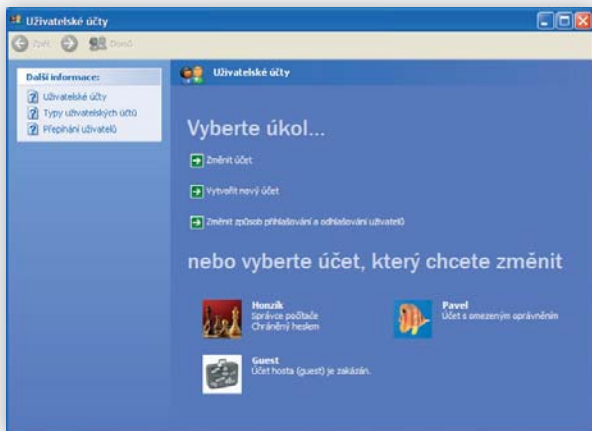 Uživatelské účty
Zpět
Domů
Další informace:
Uživatelské účty
Typy uživatelských účtů
Přepínání uživatelů
Uživatelské účty
Vyberte úkol...
Změnit účet
Vytvořit nový účet
Změnit způsob přihlašování a odhlašování uživatelů
nebo vyberte účet, který chcete změnit
Honzík
Správce počítače
Chráněný heslem
Pavel
Účet s omezeným oprávněním
Guest
Účet hosta (guest) je zakázán.